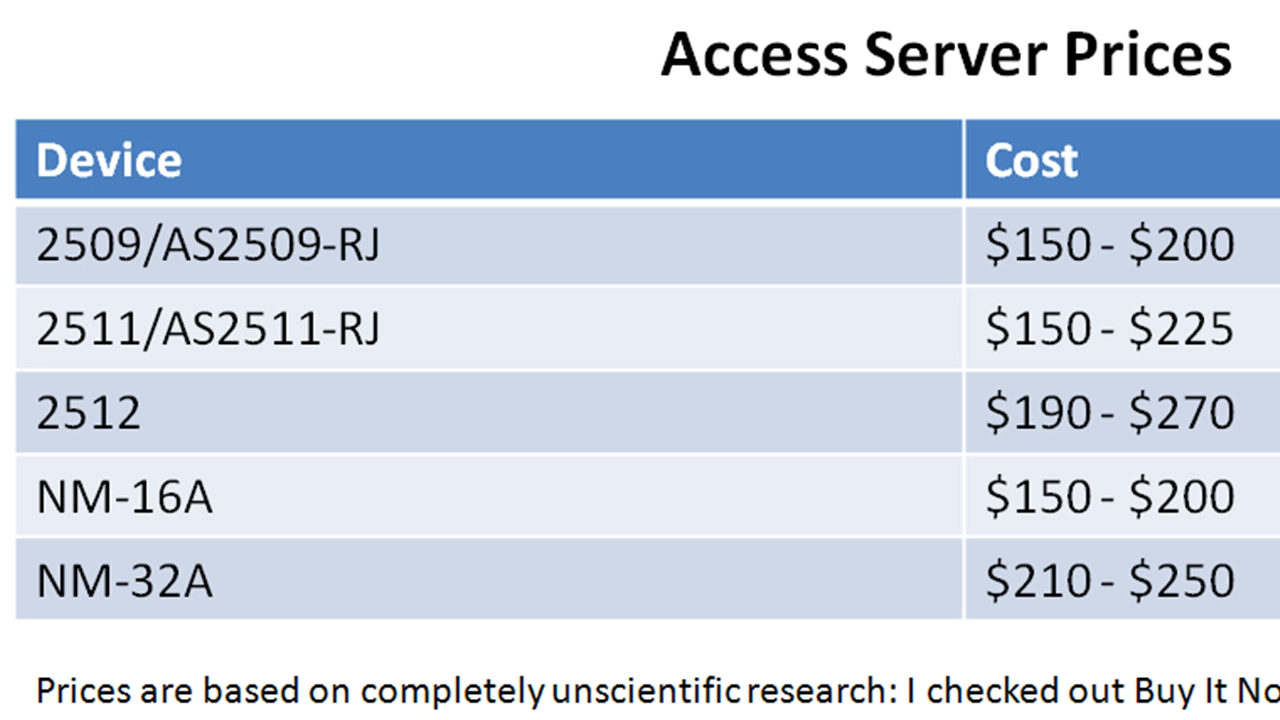 Access Server Prices
Device Cost
2509/AS2509-RJ $150 - $200
2511/AS2511-RJ $150 - $225
2512 $190 - $270
NM-16A $150 - $200
NM-32A $210 - $250
Prices are based on completely unscientific research: I checked out Buy It